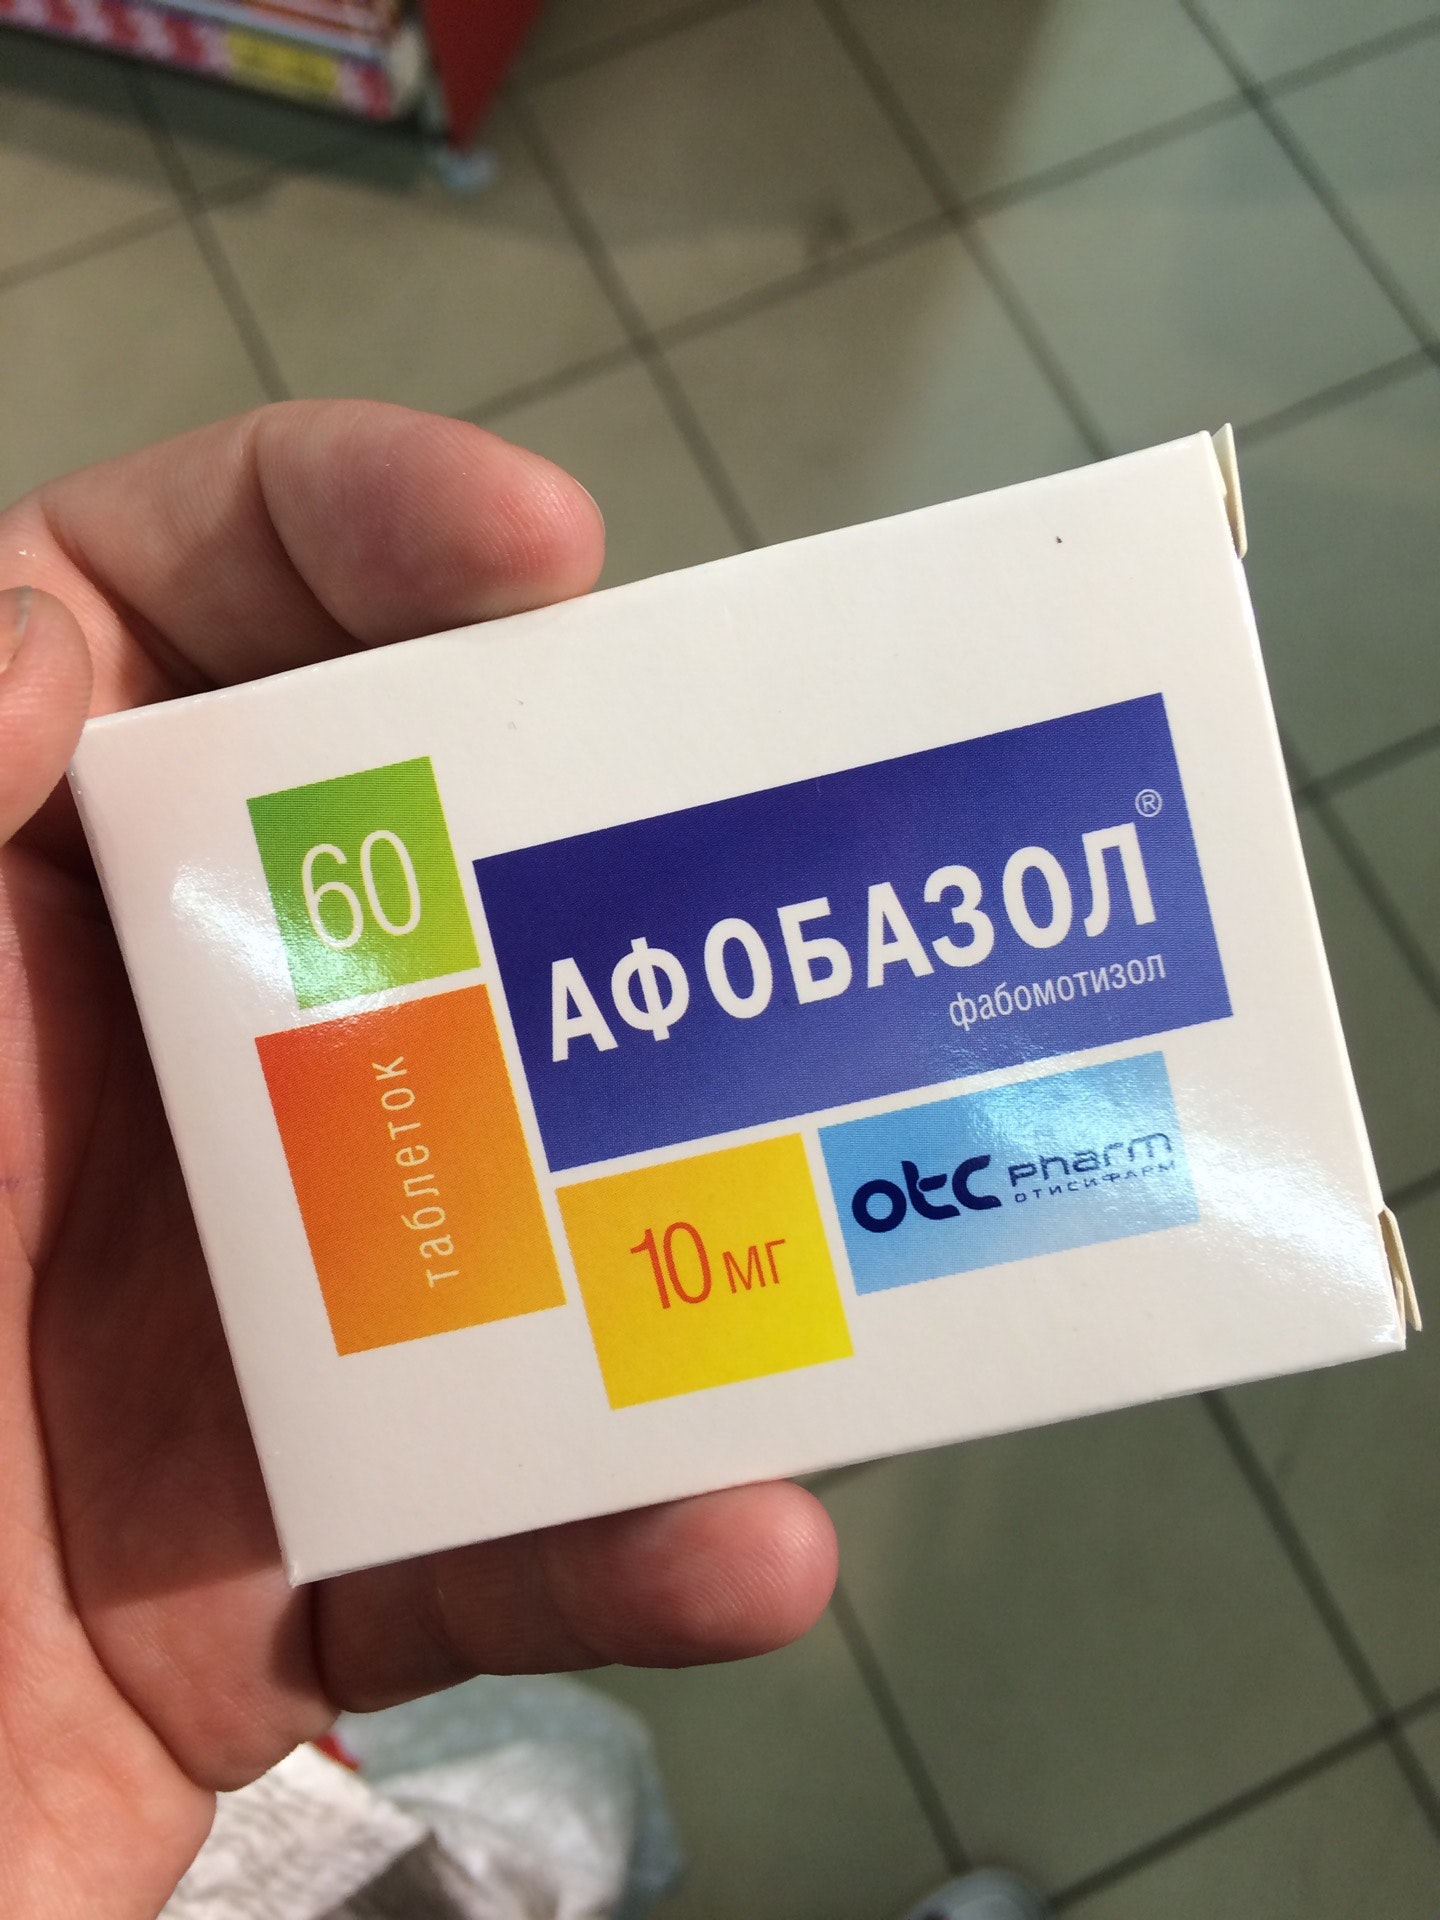 60
таблеток
АФОБАЗОЛ®
фабомотизол
10 мг
otc pharm
ОТИСИФАРМ